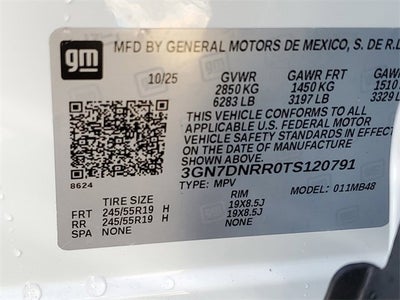 gm
MFD BY GENERAL MOTORS DE MEXICO, S. DE R.L
10/25 GVWR GAWR FRT GAWR
2850 KG 1450 KG 1510
6283 LB 3197 LB 3329
THIS VEHICLE CONFORMS TO ALL
APPLICABLE U.S. FEDERAL MOTOR
VEHICLE SAFETY STANDARDS IN EFFECT
ON THE DATE OF MANUFACTURE
SHOWN ABOVE.
3GN7DNRR0TS120791
TYPE: MPV MODEL: 011MB48
8624
TIRE SIZE RIM
FRT 245/55R19 H 19X8.5J
RR 245/55R19 H 19X8.5J
SPA NONE NONE